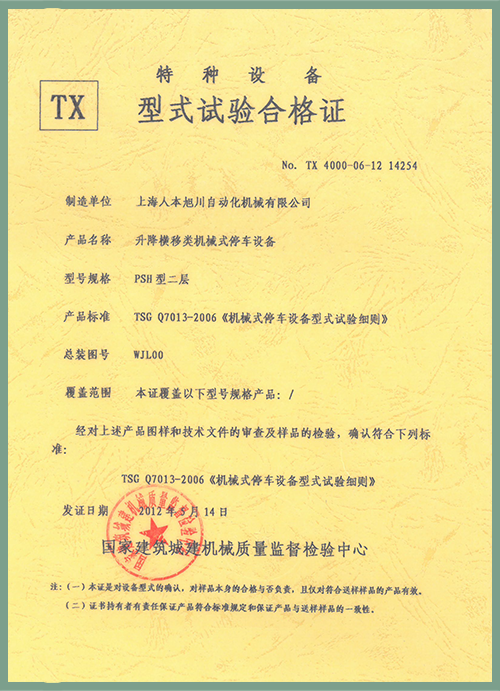 特种设备
TX
型式试验合格证
No. TX 4000-06-12 14254
制造单位 上海人本旭川自动化机械有限公司
产品名称 升降横移类机械式停车设备
型号规格 PSH 型二层
产品标准 TSG Q7013-2006《机械式停车设备型式试验细则》
总装图号 WJL00
覆盖范围 本证覆盖以下型号规格产品：/
经对上述产品图样和技术文件的审查及样品的检验，确认符合下列标
准：
TSG Q7013-2006《机械式停车设备型式试验细则》
发证日期 2012 年 5 月 14 日
国家建筑城建机械质量监督检验中心
注：（一）本证是对设备型式的确认，对样品本身的合格与否负责，且仅对符合送样样品的产品有效。
（二）证书持有者有责任保证产品符合标准规定和保证产品与送样样品的一致性。